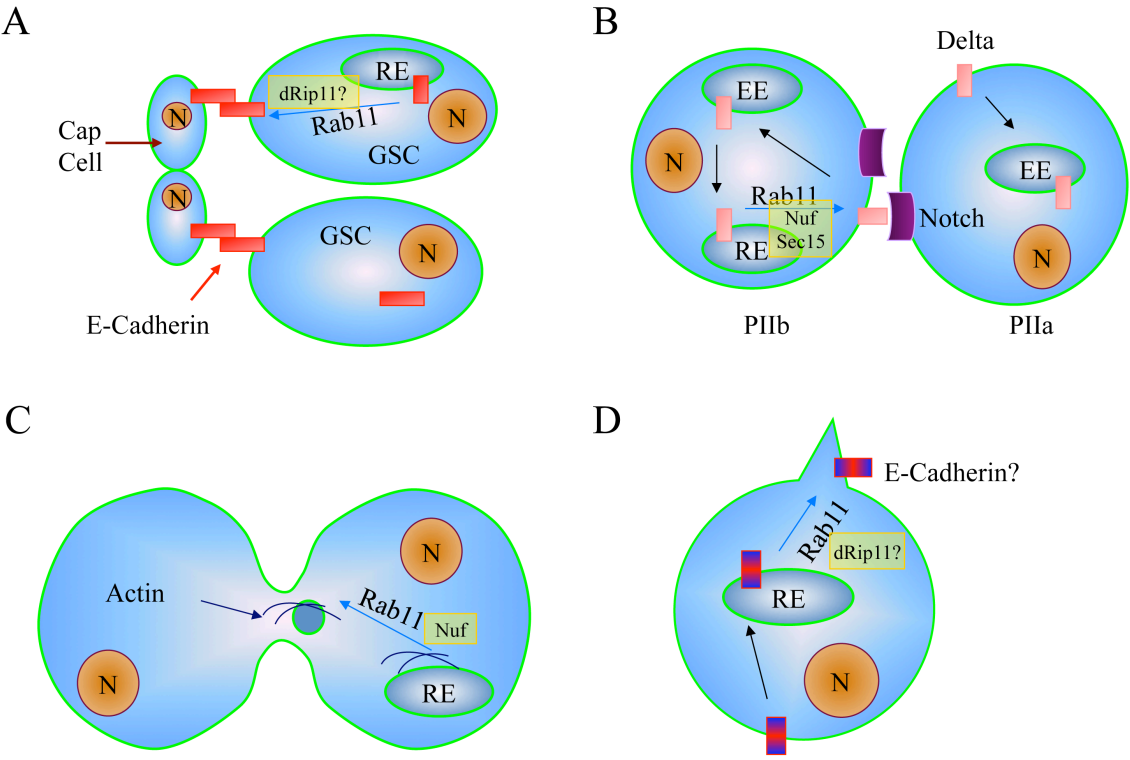 A
RE
dRip11?
Rab11
N
N
GSC
Cap
Cell
N
GSC
N
E-Cadherin
B
Delta
EE
N
EE
Rab11
Nuf
Sec15
Notch
RE
N
PIIb
PIIa
C
N
Actin
Rab11
Nuf
N
RE
D
E-Cadherin?
Rab11
dRip11?
RE
N